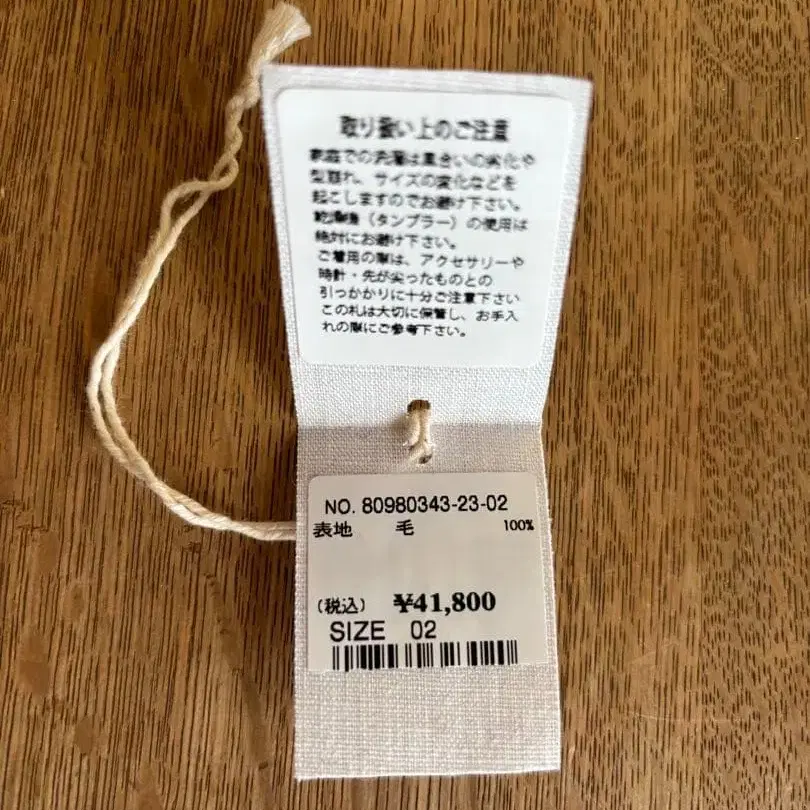 取り扱い上のご注意
家庭での洗濯は風合いの劣化や
型崩れ、サイズの変化などを
起こしますのでお避け下さい。
乾燥機（タンブラー）の使用は
絶対にお避け下さい。
ご着用の際は、アクセサリーや
時計・先が尖ったものとの
引っかかりに十分ご注意下さい
この札は大切に保管し、お手入
れの際にご参考下さい。
NO. 80980343-23-02
表地 毛 100%
（税込） ¥41,800
SIZE 02